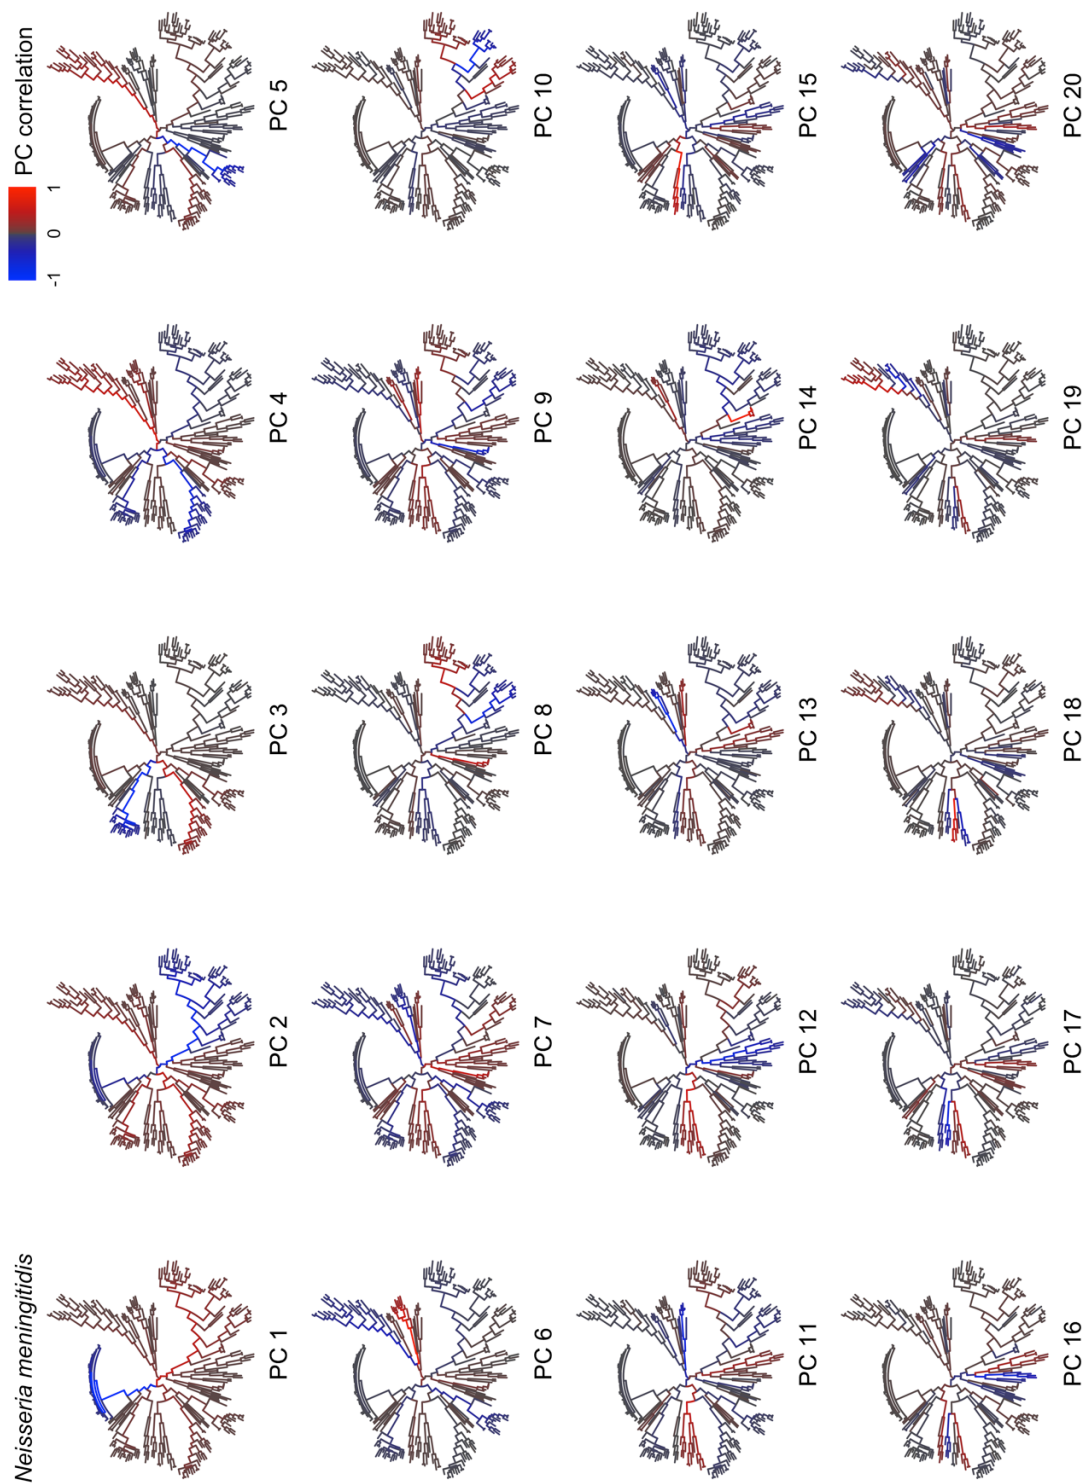 Neisseria meningitidis
PC correlation
-1 0 1
PC 1
PC 2
PC 3
PC 4
PC 5
PC 6
PC 7
PC 8
PC 9
PC 10
PC 11
PC 12
PC 13
PC 14
PC 15
PC 16
PC 17
PC 18
PC 19
PC 20